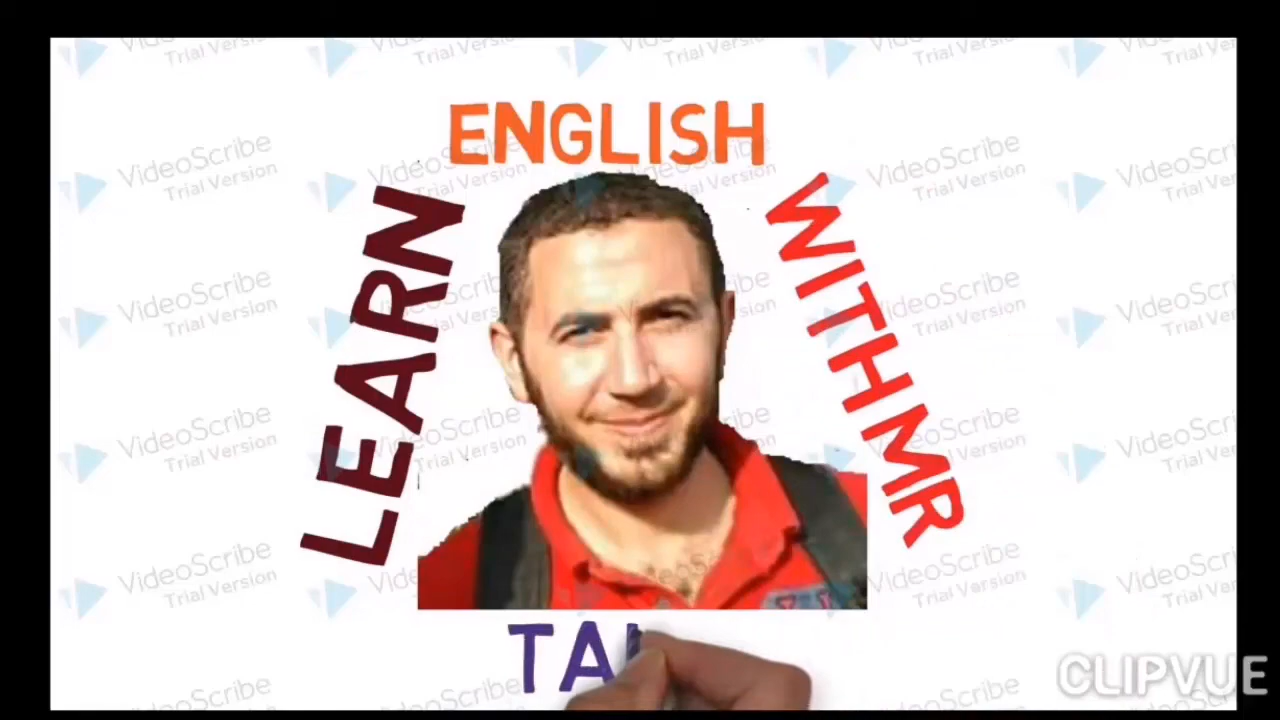 LEARN
ENGLISH
WITHMR
TA
VideoScribe
Trial Version
CLIPVUE